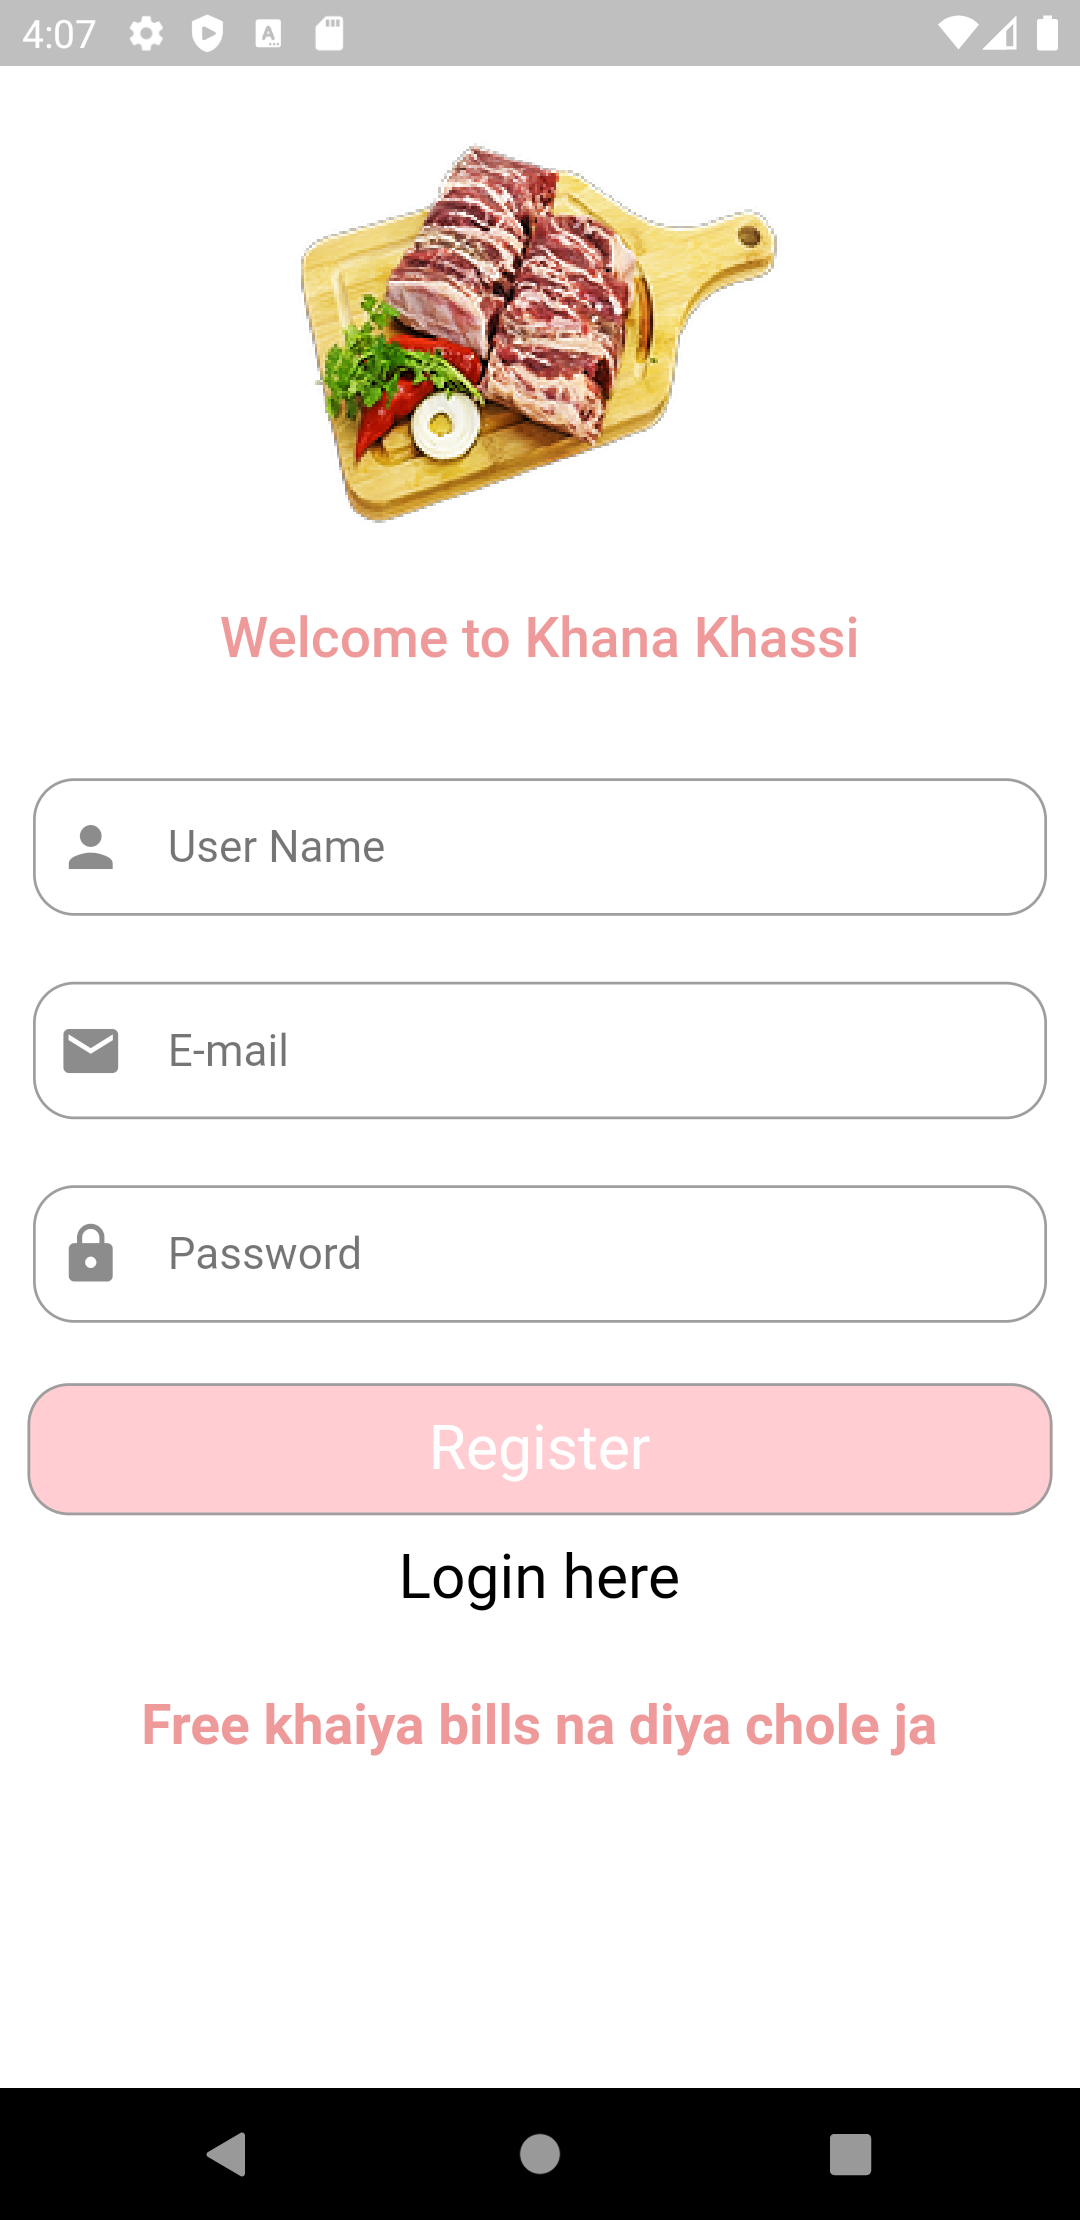 4:07
Welcome to Khana Khassi
User Name
E-mail
Password
Register
Login here
Free khaiya bills na diya chole ja